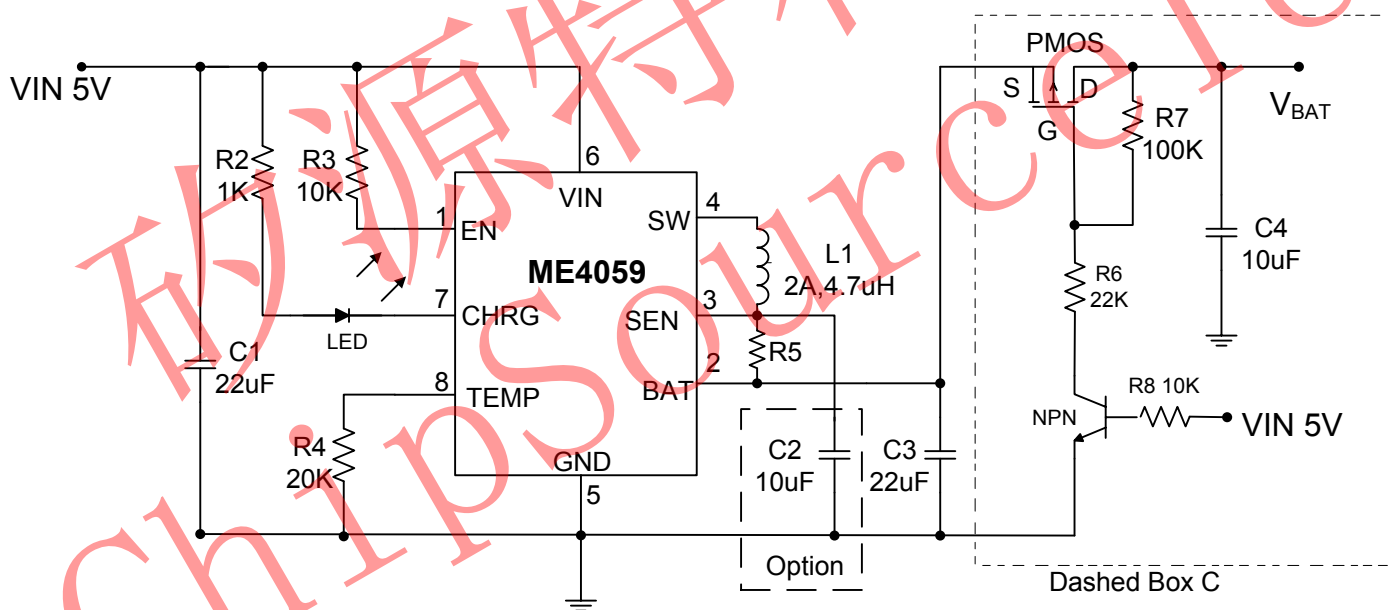 PMOS
VIN 5V
S
D
G
R7
100K
VBAT
R2
1K
R3
10K
6
VIN
1
EN
SW
4
ME4059
L1
2A,4.7uH
R6
22K
C4
10uF
7
CHRG
LED
SEN
3
R5
C1
22uF
8
TEMP
BAT
2
R8 10K
NPN
VIN 5V
R4
20K
GND
5
C2
10uF
C3
22uF
Option
Dashed Box C
矽源特
ChipSource